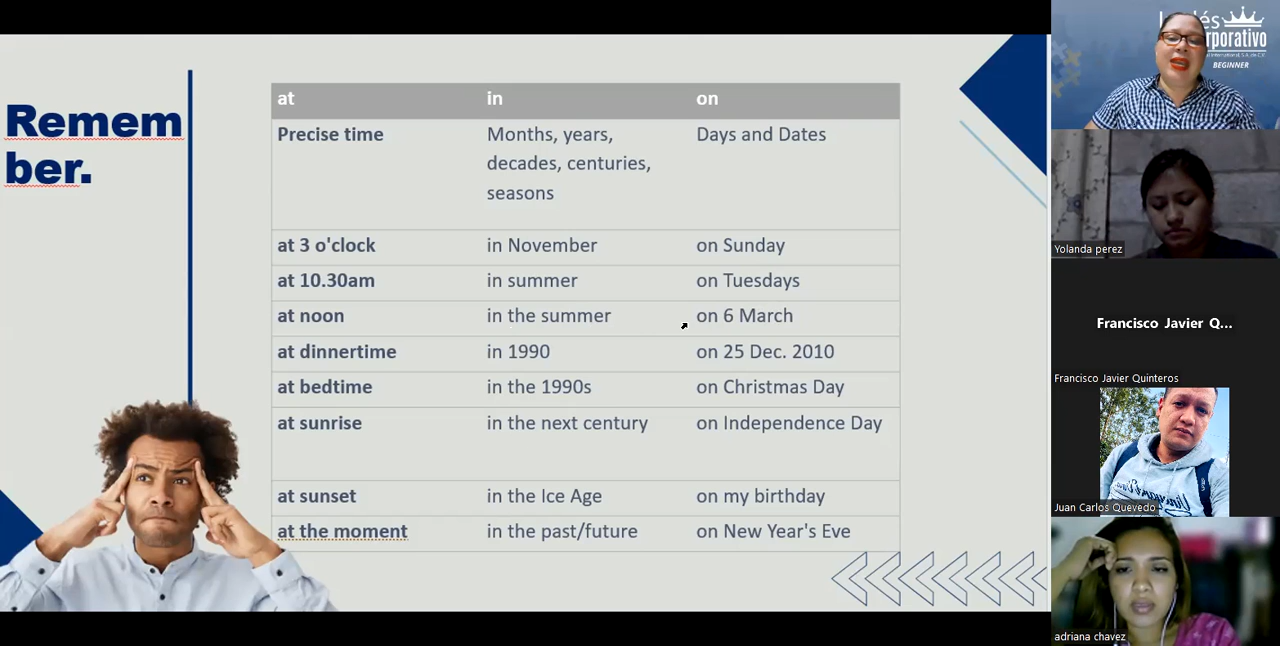 Remem
ber.
at in on
Precise time Months, years, Days and Dates
decades, centuries,
seasons
at 3 o'clock in November on Sunday
at 10.30am in summer on Tuesdays
at noon in the summer on 6 March
at dinnertime in 1990 on 25 Dec. 2010
at bedtime in the 1990s on Christmas Day
at sunrise in the next century on Independence Day
at sunset in the Ice Age on my birthday
at the moment in the past/future on New Year's Eve
BEGINNER
Yolanda perez
Francisco Javier Q...
Francisco Javier Quinteros
Juan Carlos Quevedo
adriana chavez